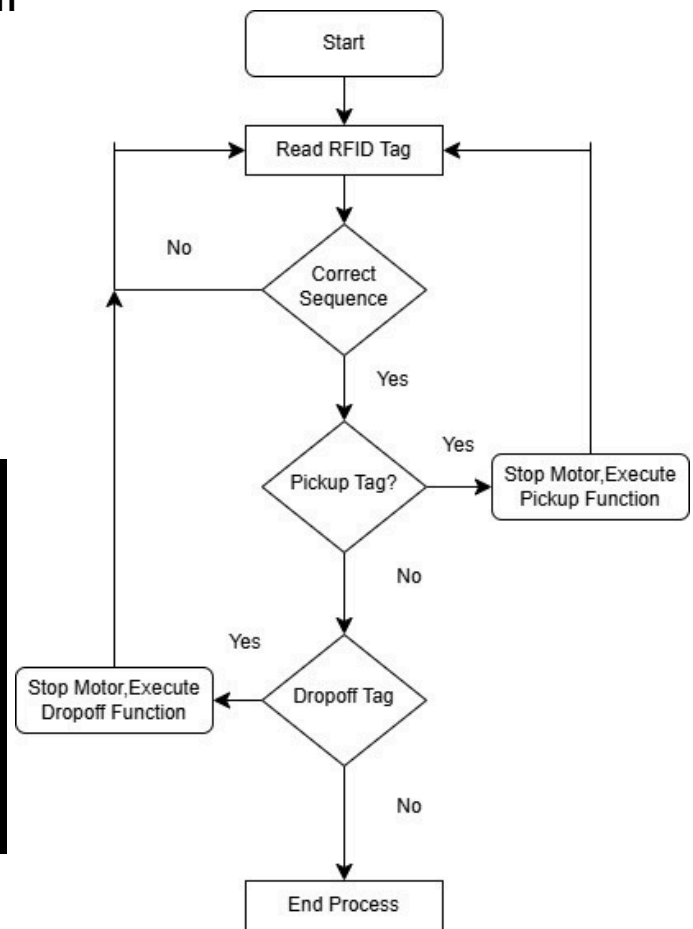 Start
Read RFID Tag
No
Correct
Sequence
Yes
Yes
Pickup Tag?
Stop Motor,Execute
Pickup Function
No
Yes
Stop Motor,Execute
Dropoff Function
Dropoff Tag
No
End Process